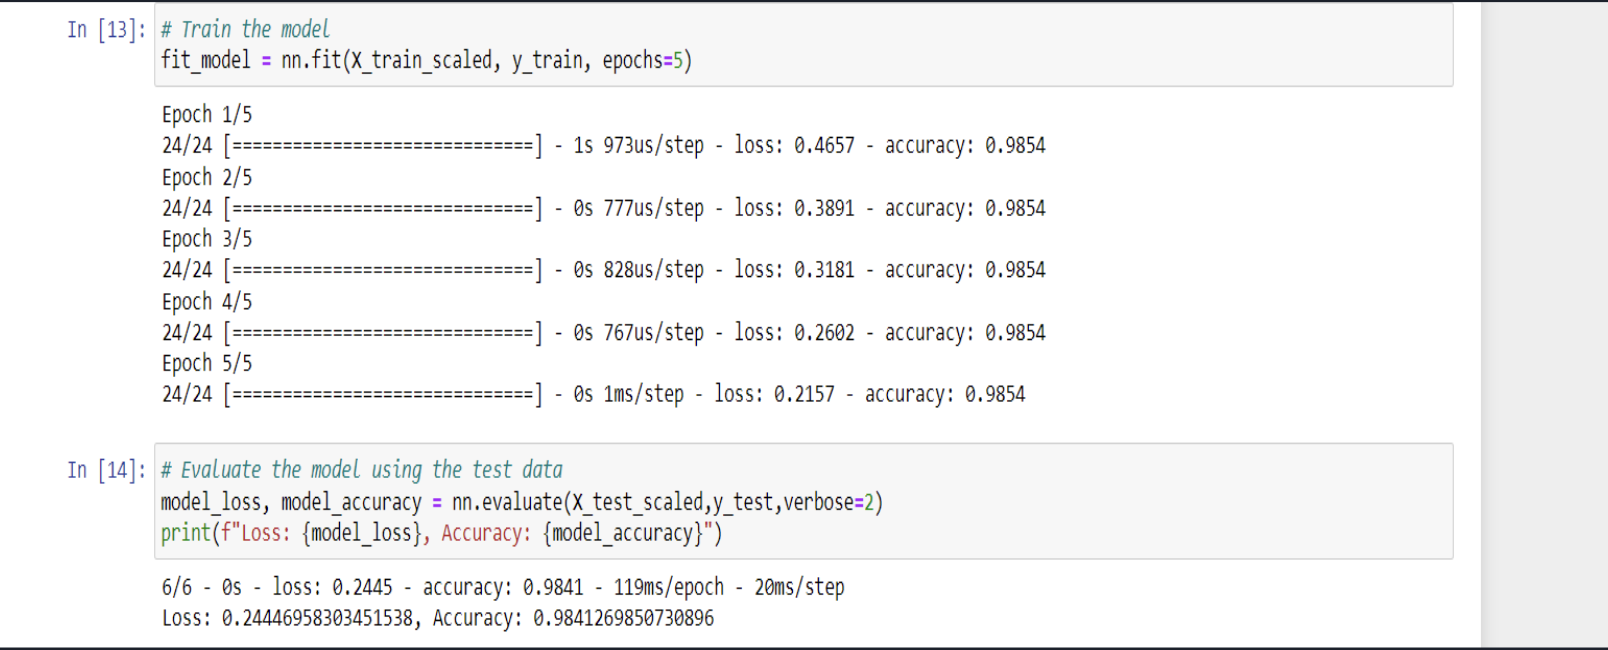 In [13]: # Train the model
fit_model = nn.fit(X_train_scaled, y_train, epochs=5)
Epoch 1/5
24/24 [==============================] - 1s 973us/step - loss: 0.4657 - accuracy: 0.9854
Epoch 2/5
24/24 [==============================] - 0s 777us/step - loss: 0.3891 - accuracy: 0.9854
Epoch 3/5
24/24 [==============================] - 0s 828us/step - loss: 0.3181 - accuracy: 0.9854
Epoch 4/5
24/24 [==============================] - 0s 767us/step - loss: 0.2602 - accuracy: 0.9854
Epoch 5/5
24/24 [==============================] - 0s 1ms/step - loss: 0.2157 - accuracy: 0.9854
In [14]: # Evaluate the model using the test data
model_loss, model_accuracy = nn.evaluate(X_test_scaled,y_test,verbose=2)
print(f"Loss: {model_loss}, Accuracy: {model_accuracy}")
6/6 - 0s - loss: 0.2445 - accuracy: 0.9841 - 119ms/epoch - 20ms/step
Loss: 0.24446958303451538, Accuracy: 0.9841269850730896